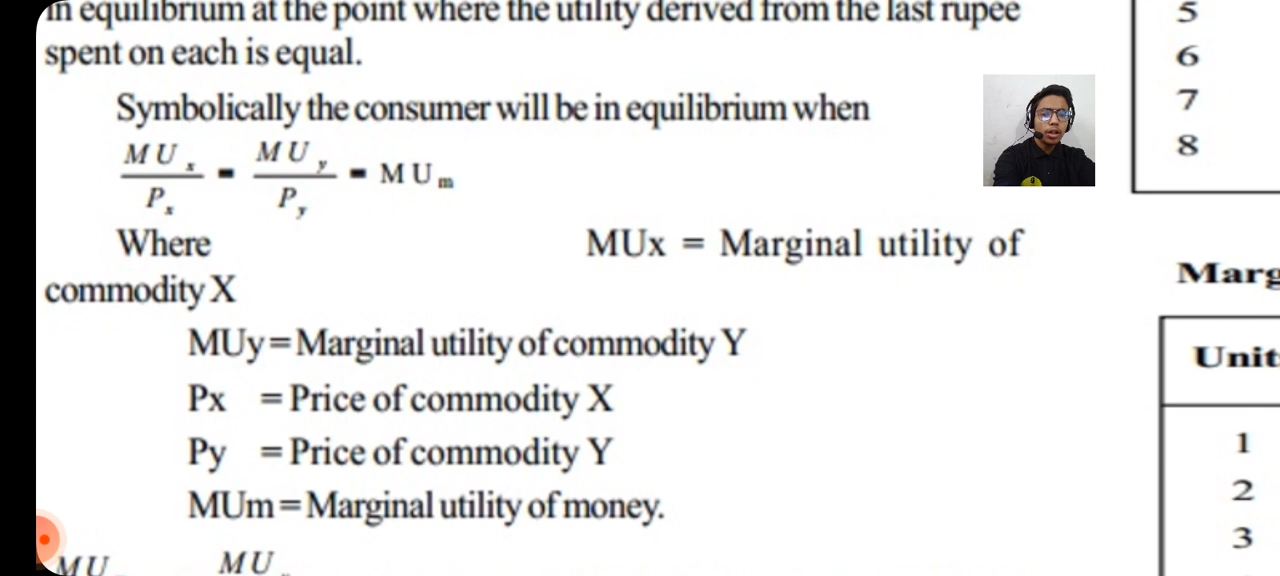 in equilibrium at the point where the utility derived from the last rupee
spent on each is equal.
Symbolically the consumer will be in equilibrium when
MUx / Px = MUy / Py = MUm
Where MUx = Marginal utility of
commodity X
MUy = Marginal utility of commodity Y
Px = Price of commodity X
Py = Price of commodity Y
MUm = Marginal utility of money.
MU MU
5
6
7
8
Marg
Unit
1
2
3